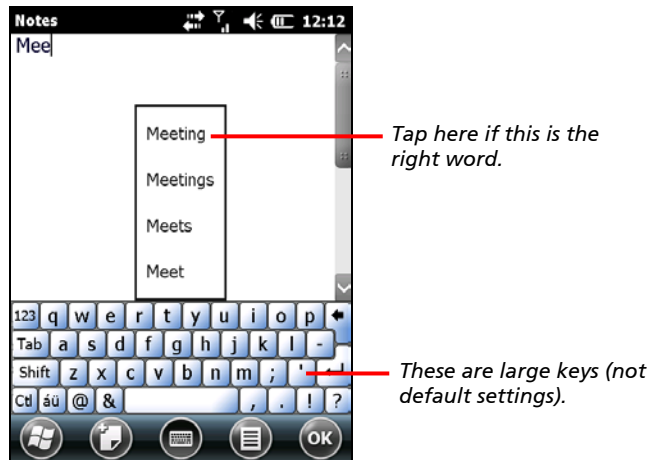 Notes 12:12
Mee
Meeting
Tap here if this is the
right word.
Meetings
Meets
Meet
123 q w e r t y u i o p
Tab a s d f g h j k l -
Shift z x c v b n m ; '
These are large keys (not
default settings).
Ctl áü @ & , . ! ?
OK